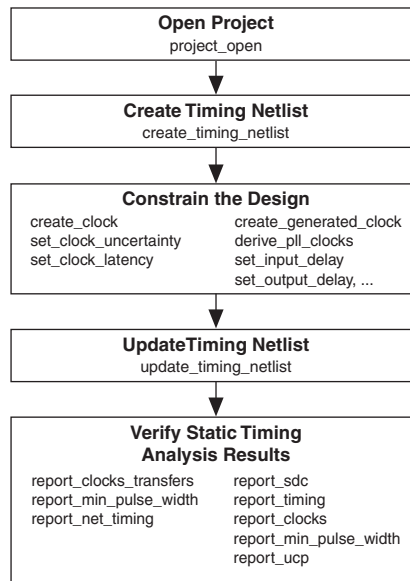 Open Project
project_open
Create Timing Netlist
create_timing_netlist
Constrain the Design
create_clock
set_clock_uncertainty
set_clock_latency
create_generated_clock
derive_pll_clocks
set_input_delay
set_output_delay, ...
UpdateTiming Netlist
update_timing_netlist
Verify Static Timing
Analysis Results
report_clocks_transfers
report_min_pulse_width
report_net_timing
report_sdc
report_timing
report_clocks
report_min_pulse_width
report_ucp